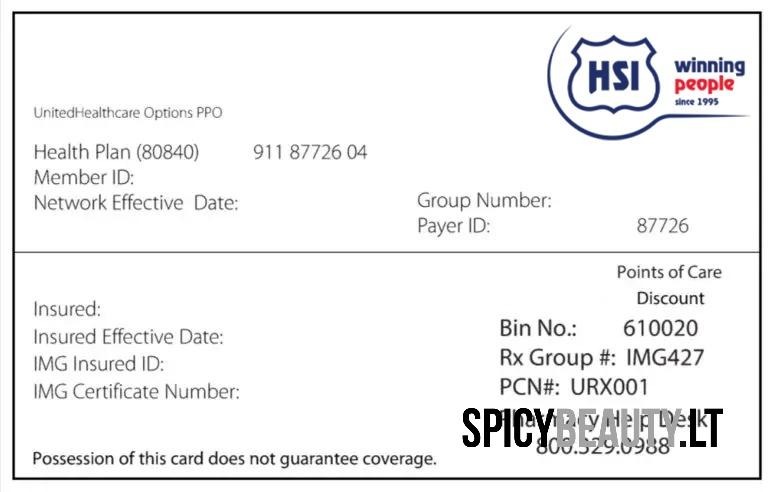 HSI
winning
people
since 1995
UnitedHealthcare Options PPO
Health Plan (80840) 911 87726 04
Member ID:
Network Effective Date:
Group Number:
Payer ID: 87726
Points of Care
Discount
Insured:
Insured Effective Date:
IMG Insured ID:
IMG Certificate Number:
Bin No.: 610020
Rx Group #: IMG427
PCN#: URX001
Pharmacy Help Desk
800.329.0988
SPICYBEAUTY.LT
Possession of this card does not guarantee coverage.